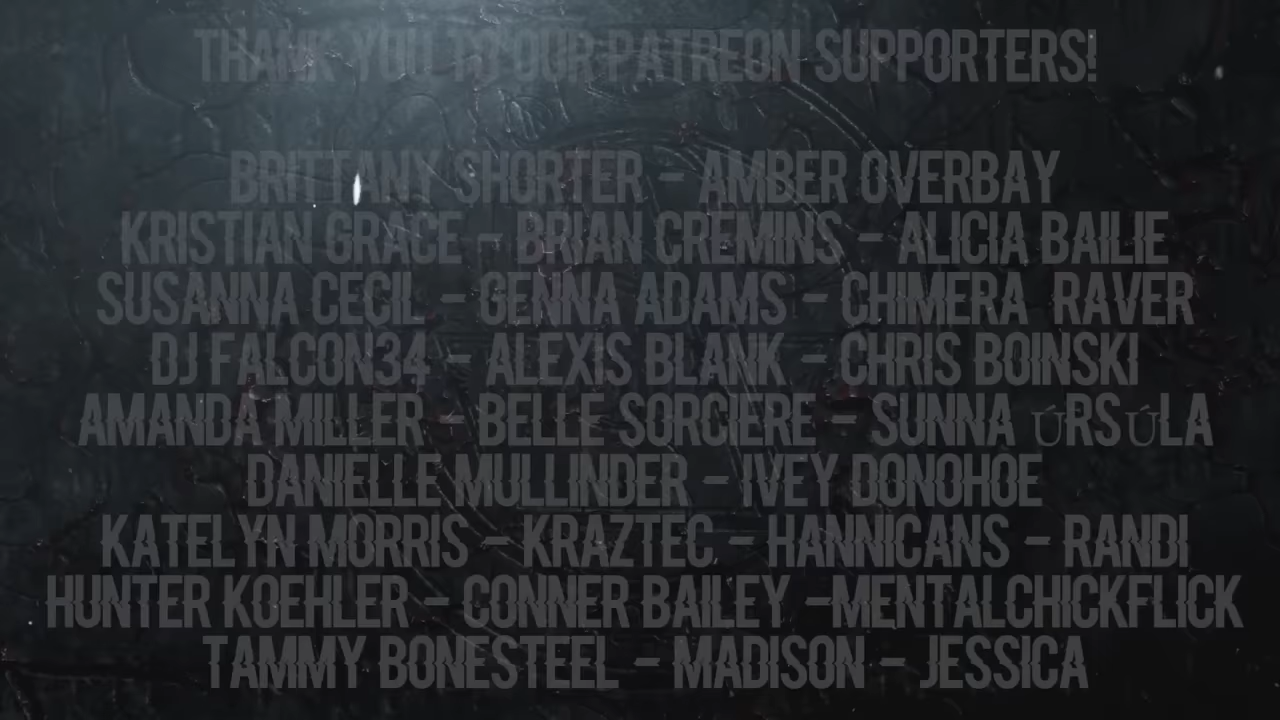 THANK YOU TO OUR PATREON SUPPORTERS!
BRITTANY SHORTER - AMBER OVERBAY
KRISTIAN GRACE - BRIAN CREMINS - ALICIA BAILIE
SUSANNA CECIL - GENNA ADAMS - CHIMERA RAVER
DJ FALCON34 - ALEXIS BLANK - CHRIS BOINSKI
AMANDA MILLER - BELLE SORCIERE - SUNNA ÚRSÚLA
DANIELLE MULLINDER - IVEY DONOHOE
KATELYN MORRIS - KRAZTEC - HANNICANS - RANDI
HUNTER KOEHLER - CONNER BAILEY -MENTALCHICKFLICK
TAMMY BONESTEEL - MADISON - JESSICA